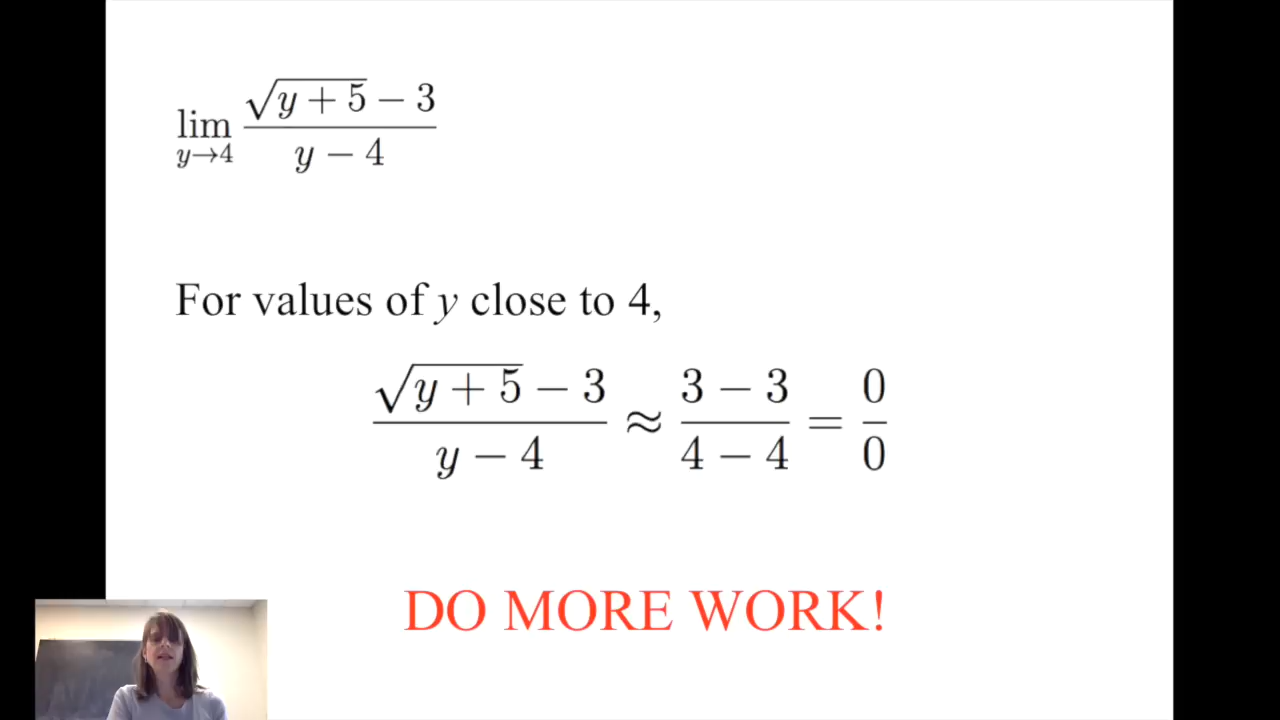 lim y→4 √(y + 5) − 3 / y − 4
For values of y close to 4,
√(y + 5) − 3 / y − 4 ≈ 3 − 3 / 4 − 4 = 0 / 0
DO MORE WORK!